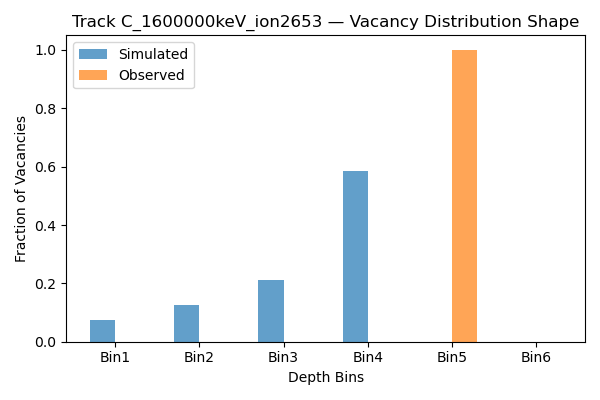 Track C_1600000keV_ion2653 — Vacancy Distribution Shape
Simulated
Observed
Fraction of Vacancies
1.0
0.8
0.6
0.4
0.2
0.0
Bin1 Bin2 Bin3 Bin4 Bin5 Bin6
Depth Bins